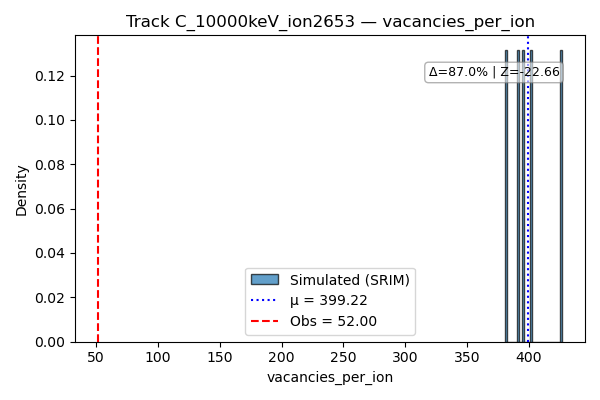 Track C_10000keV_ion2653 — vacancies_per_ion
Δ=87.0% | Z=-22.66
Density
0.12
0.10
0.08
0.06
0.04
0.02
0.00
Simulated (SRIM)
μ = 399.22
Obs = 52.00
50 100 150 200 250 300 350 400
vacancies_per_ion